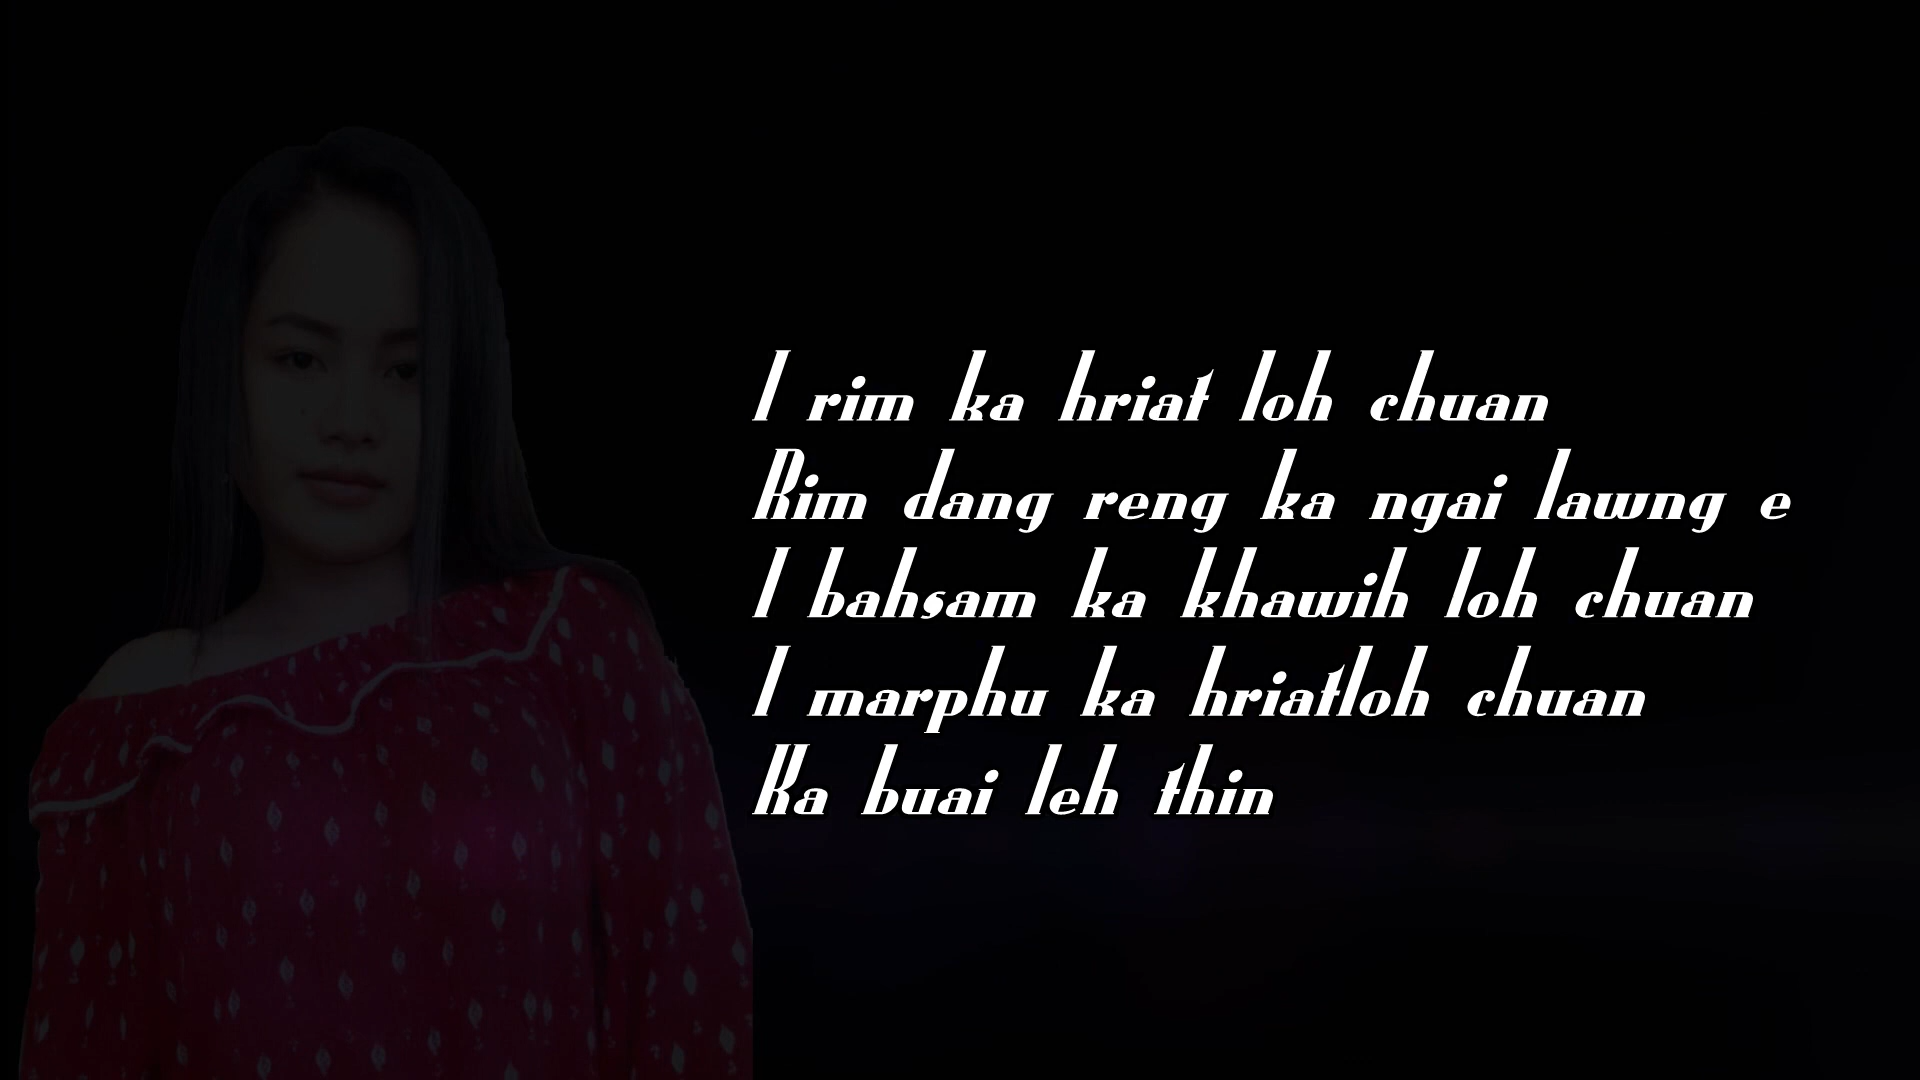 I rim ka hriat loh chuan
Rim dang reng ka ngai lawng e
I bahsam ka khawih loh chuan
I marphu ka hriatloh chuan
Ka buai leh thin